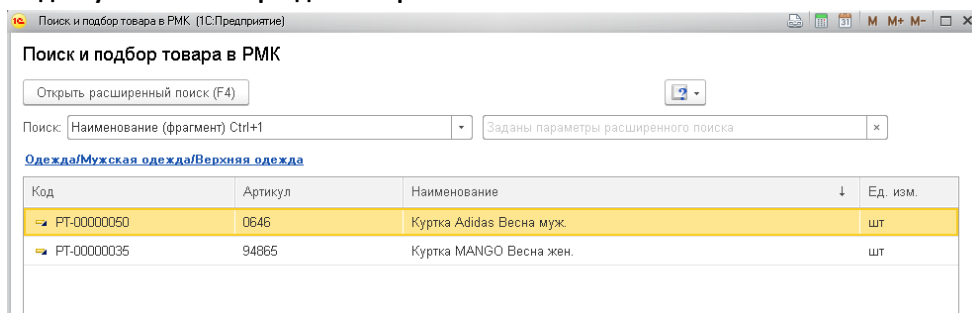 1С Поиск и подбор товара в РМК (1С:Предприятие) 31 M M+ M-
Поиск и подбор товара в РМК
Открыть расширенный поиск (F4)
Поиск: Наименование (фрагмент) Ctrl+1 Заданы параметры расширенного поиска
Одежда/Мужская одежда/Верхняя одежда
Код Артикул Наименование ↓ Ед. изм.
РТ-00000050 0646 Куртка Adidas Весна муж. шт
РТ-00000035 94865 Куртка MANGO Весна жен. шт